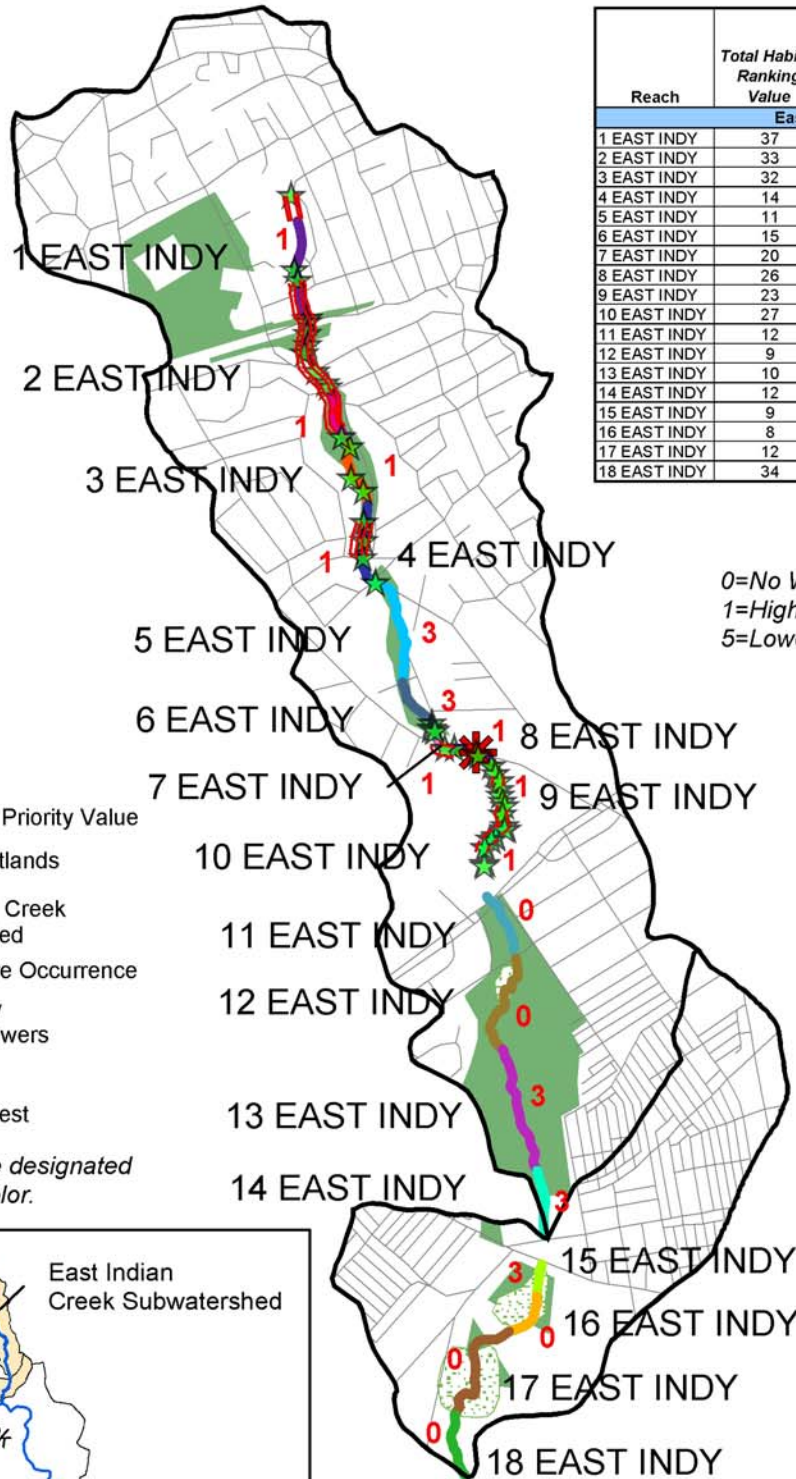 Reach
Total Habi
Ranking
Value
Ea
1 EAST INDY 37
2 EAST INDY 33
3 EAST INDY 32
4 EAST INDY 14
5 EAST INDY 11
6 EAST INDY 15
7 EAST INDY 20
8 EAST INDY 26
9 EAST INDY 23
10 EAST INDY 27
11 EAST INDY 12
12 EAST INDY 9
13 EAST INDY 10
14 EAST INDY 12
15 EAST INDY 9
16 EAST INDY 8
17 EAST INDY 12
18 EAST INDY 34
0=No
1=High
5=Low
1
1 EAST INDY
2 EAST INDY
1
1
3 EAST INDY
1
4 EAST INDY
3
5 EAST INDY
3
6 EAST INDY
1
8 EAST INDY
7 EAST INDY
1
1
9 EAST INDY
Priority Value
tlands
Creek
ed
e Occurrence
wers
est
designated
lor.
10 EAST INDY
1
0
11 EAST INDY
12 EAST INDY
0
3
13 EAST INDY
14 EAST INDY
3
15 EAST INDY
3
16 EAST INDY
0
0
17 EAST INDY
0
18 EAST INDY
East Indian
Creek Subwatershed